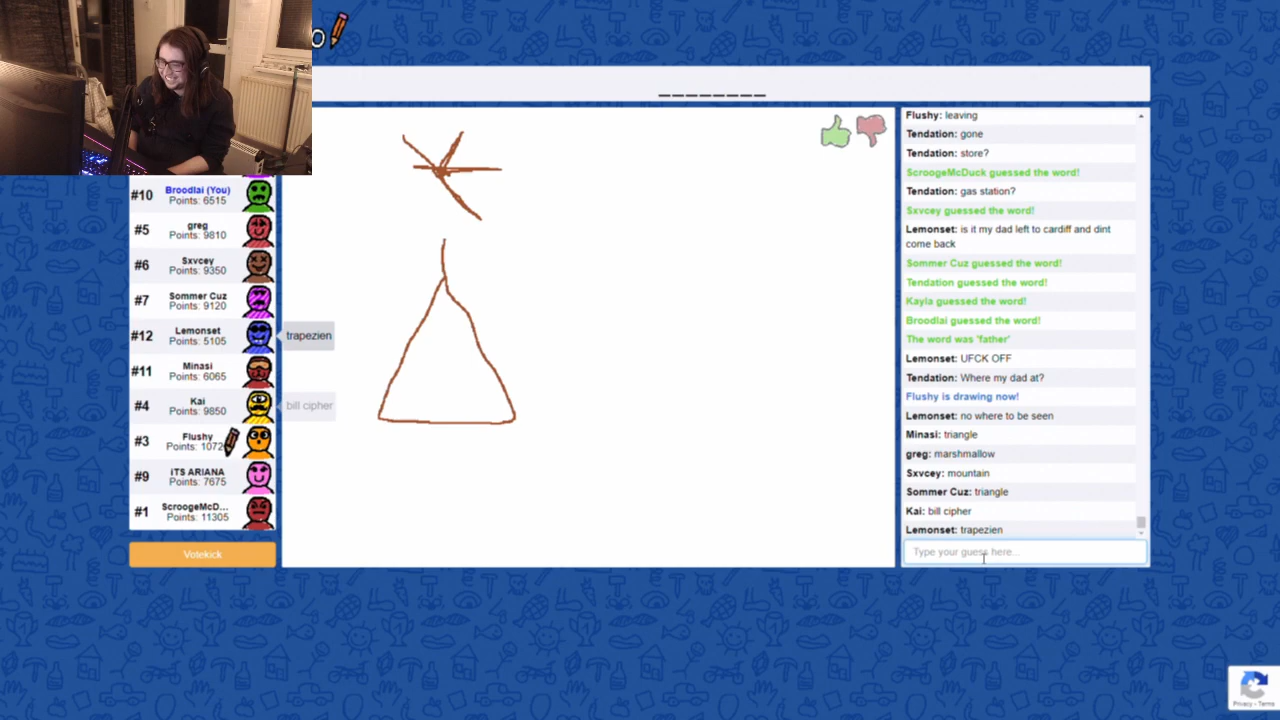 ________
#10 Broodlai (You)
Points: 6515
#5 greg
Points: 9810
#6 Sxvcey
Points: 9350
#7 Sommer Cuz
Points: 9120
#12 Lemonset
Points: 5105
trapezien
#11 Minasi
Points: 6065
#4 Kai
Points: 9850
bill cipher
#3 Flushy
Points: 1072
#9 iTS ARIANA
Points: 7675
#1 ScroogeMcD...
Points: 11305
Votekick
Flushy: leaving
Tendation: gone
Tendation: store?
ScroogeMcDuck guessed the word!
Tendation: gas station?
Sxvcey guessed the word!
Lemonset: is it my dad left to cardiff and dint
come back
Sommer Cuz guessed the word!
Tendation guessed the word!
Kayla guessed the word!
Broodlai guessed the word!
The word was 'father'
Lemonset: UFCK OFF
Tendation: Where my dad at?
Flushy is drawing now!
Lemonset: no where to be seen
Minasi: triangle
greg: marshmallow
Sxvcey: mountain
Sommer Cuz: triangle
Kai: bill cipher
Lemonset: trapezien
Type your guess here...
Privacy - Terms